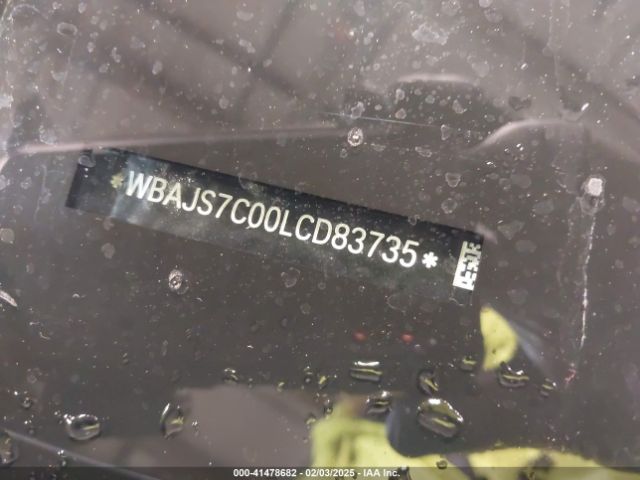 *WBAJS7C00LCD83735*
000-41478682 - 02/03/2025 - IAA Inc.